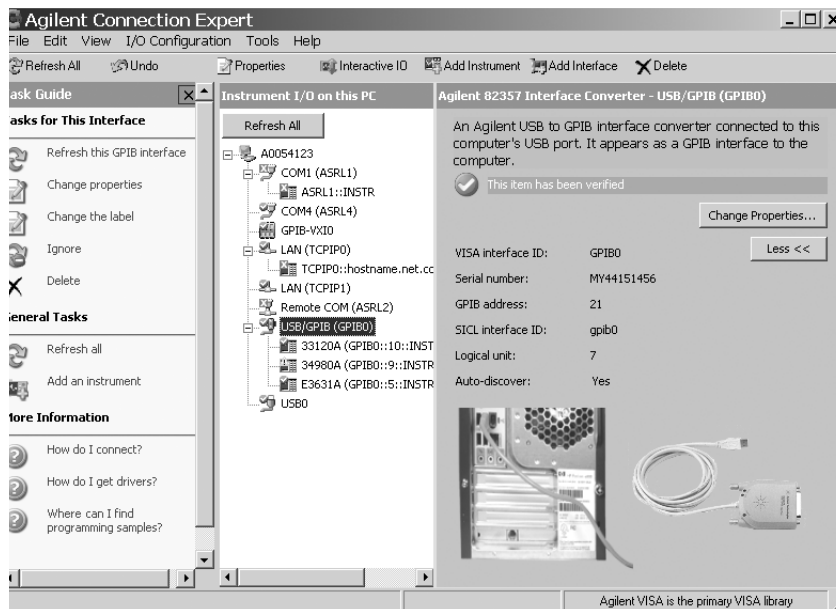 Agilent Connection Expert
File Edit View I/O Configuration Tools Help
Refresh All Undo Properties Interactive IO Add Instrument Add Interface Delete
ask Guide
asks for This Interface
Refresh this GPIB interface
Change properties
Change the label
Ignore
Delete
General Tasks
Refresh all
Add an instrument
More Information
How do I connect?
How do I get drivers?
Where can I find
programming samples?
Instrument I/O on this PC
Refresh All
A0054123
COM1 (ASRL1)
ASRL1::INSTR
COM4 (ASRL4)
GPIB-VXI0
LAN (TCPIP0)
TCPIP0::hostname.net.co
LAN (TCPIP1)
Remote COM (ASRL2)
USB/GPIB (GPIB0)
33120A (GPIB0::10::INST
34980A (GPIB0::9::INSTR
E3631A (GPIB0::5::INSTR
USB0
Agilent 82357 Interface Converter - USB/GPIB (GPIB0)
An Agilent USB to GPIB interface converter connected to this
computer's USB port. It appears as a GPIB interface to the
computer.
This item has been verified
Change Properties...
Less <<
VISA interface ID: GPIB0
Serial number: MY44151456
GPIB address: 21
SICL interface ID: gpib0
Logical unit: 7
Auto-discover: Yes
Agilent VISA is the primary VISA library